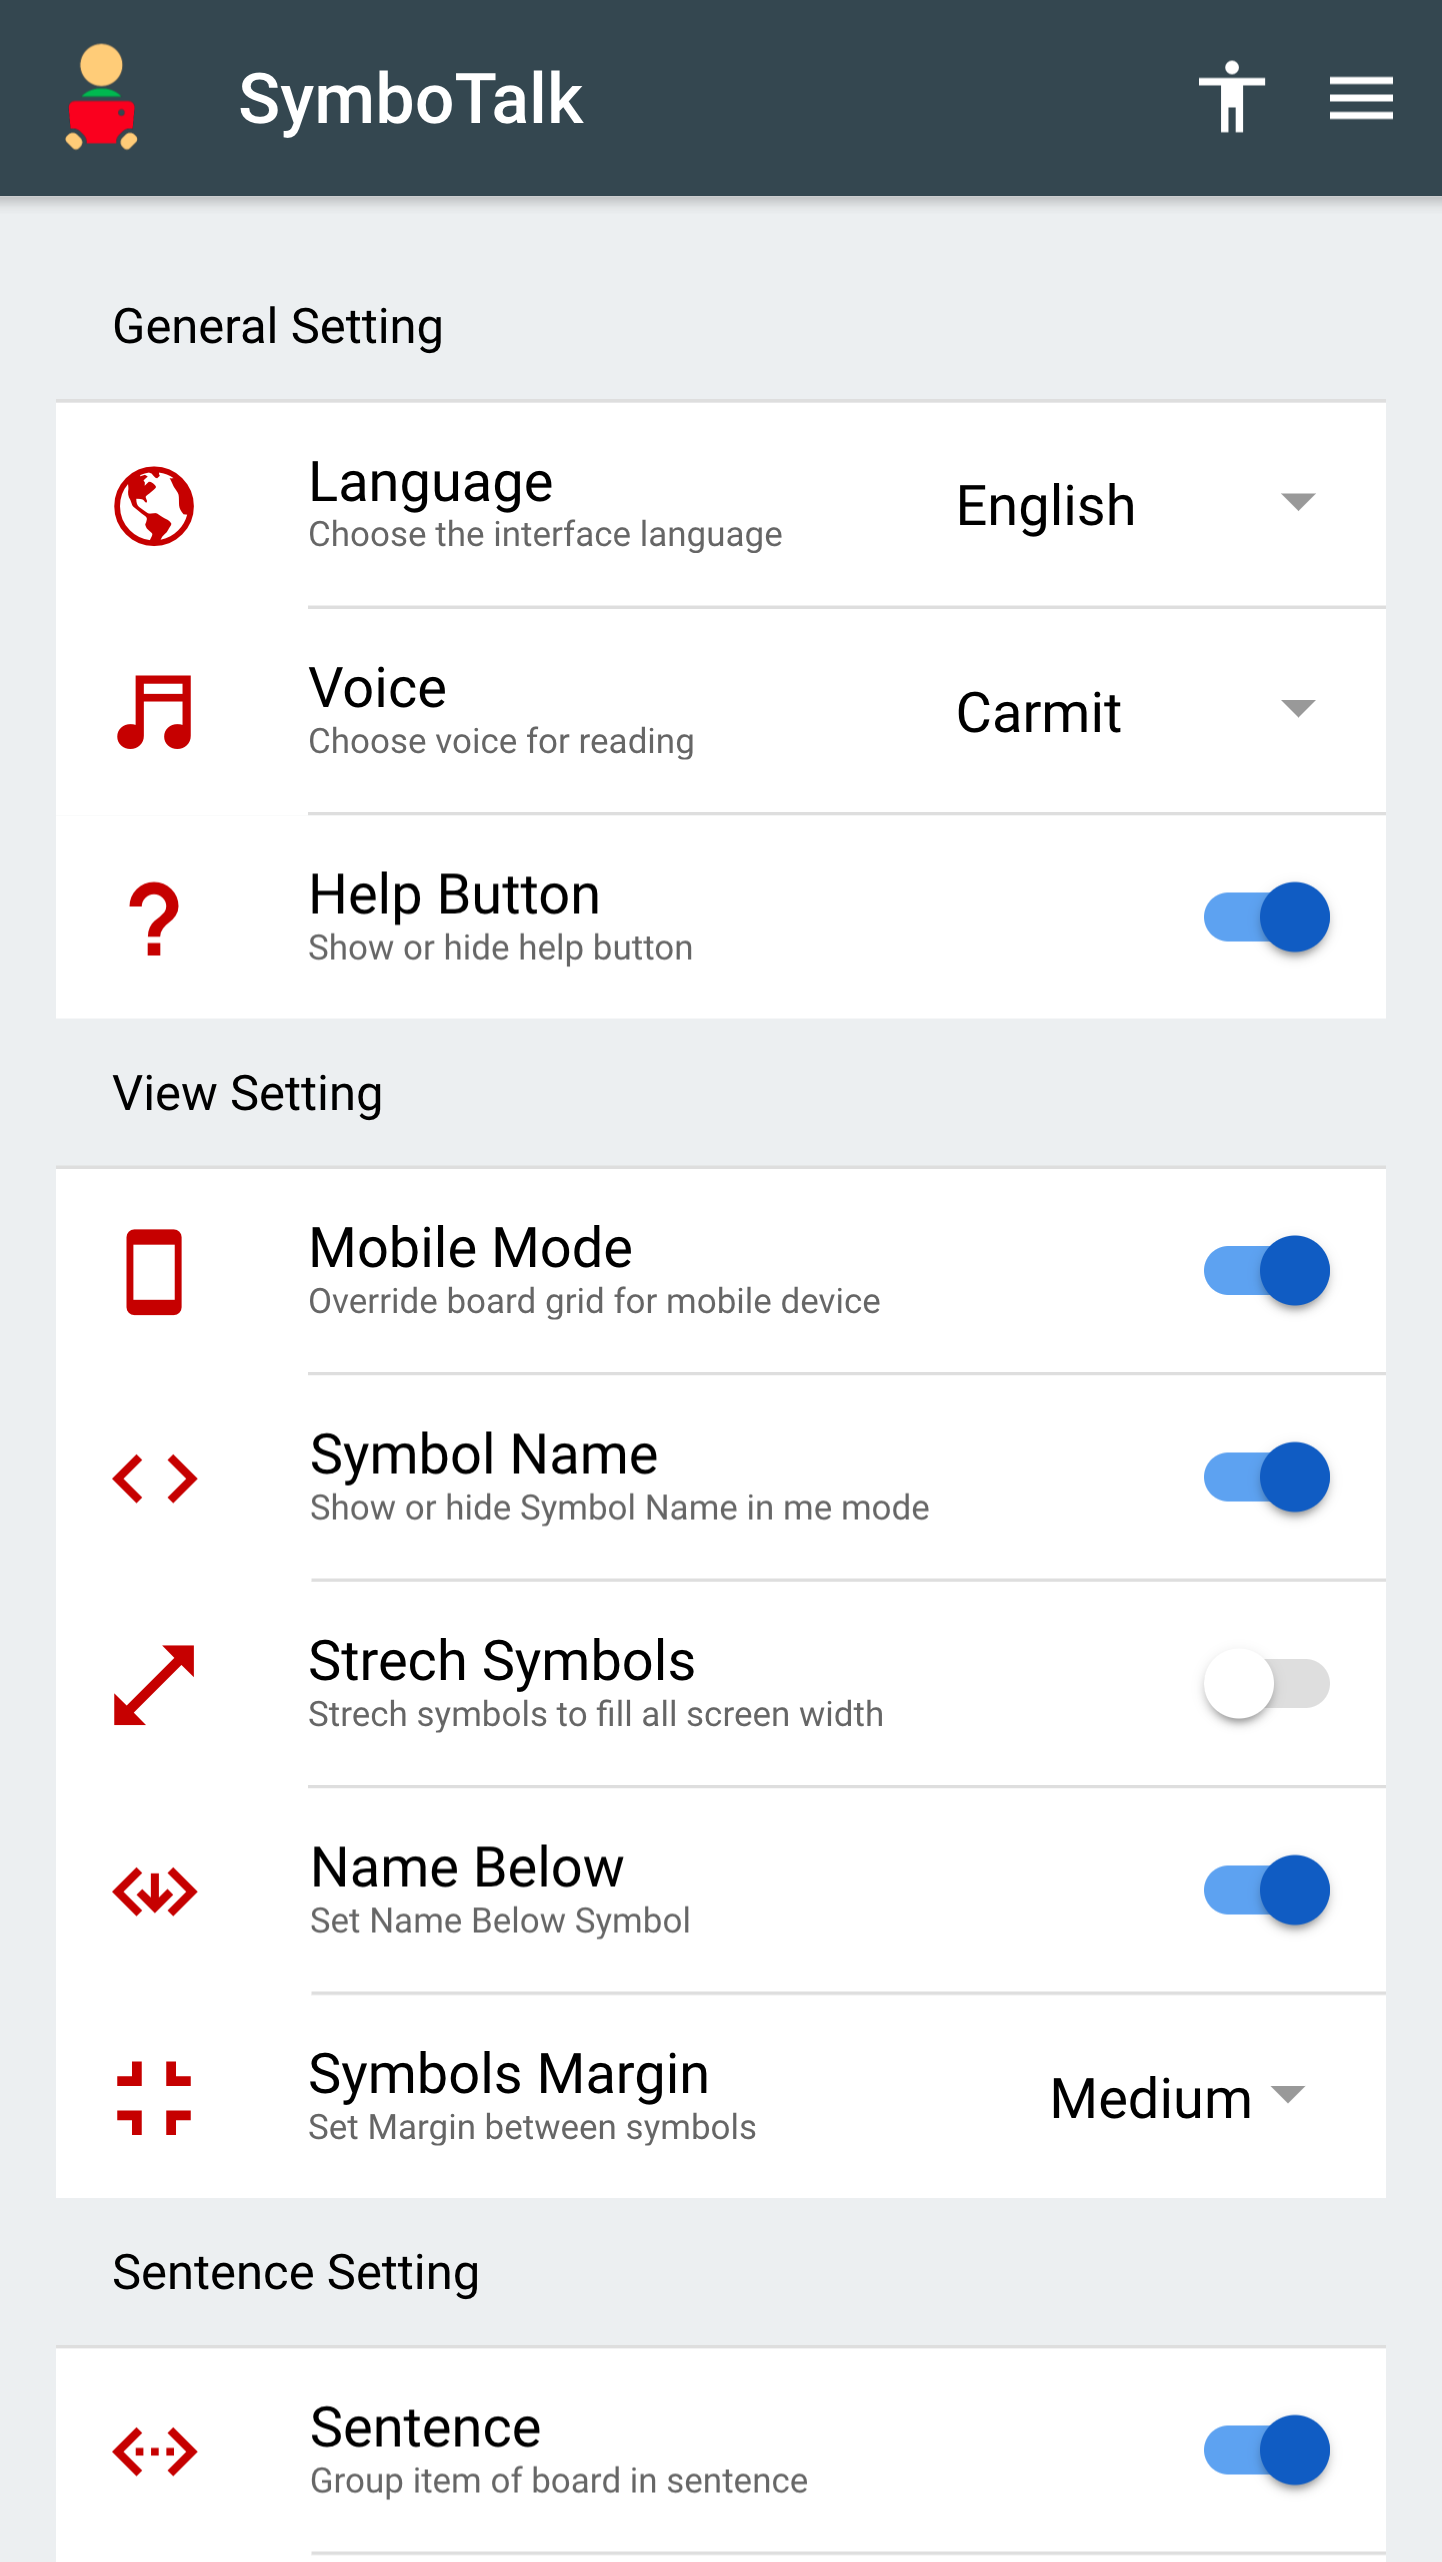 SymboTalk
General Setting
Language
Choose the interface language
English
Voice
Choose voice for reading
Carmit
Help Button
Show or hide help button
View Setting
Mobile Mode
Override board grid for mobile device
Symbol Name
Show or hide Symbol Name in me mode
Strech Symbols
Strech symbols to fill all screen width
Name Below
Set Name Below Symbol
Symbols Margin
Set Margin between symbols
Medium
Sentence Setting
Sentence
Group item of board in sentence